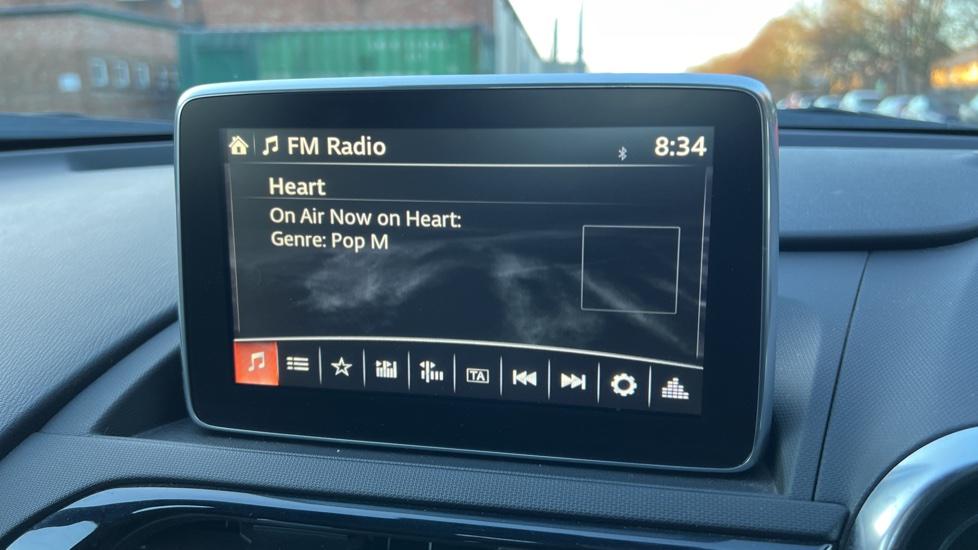 FM Radio 8:34
Heart
On Air Now on Heart:
Genre: Pop M
TA